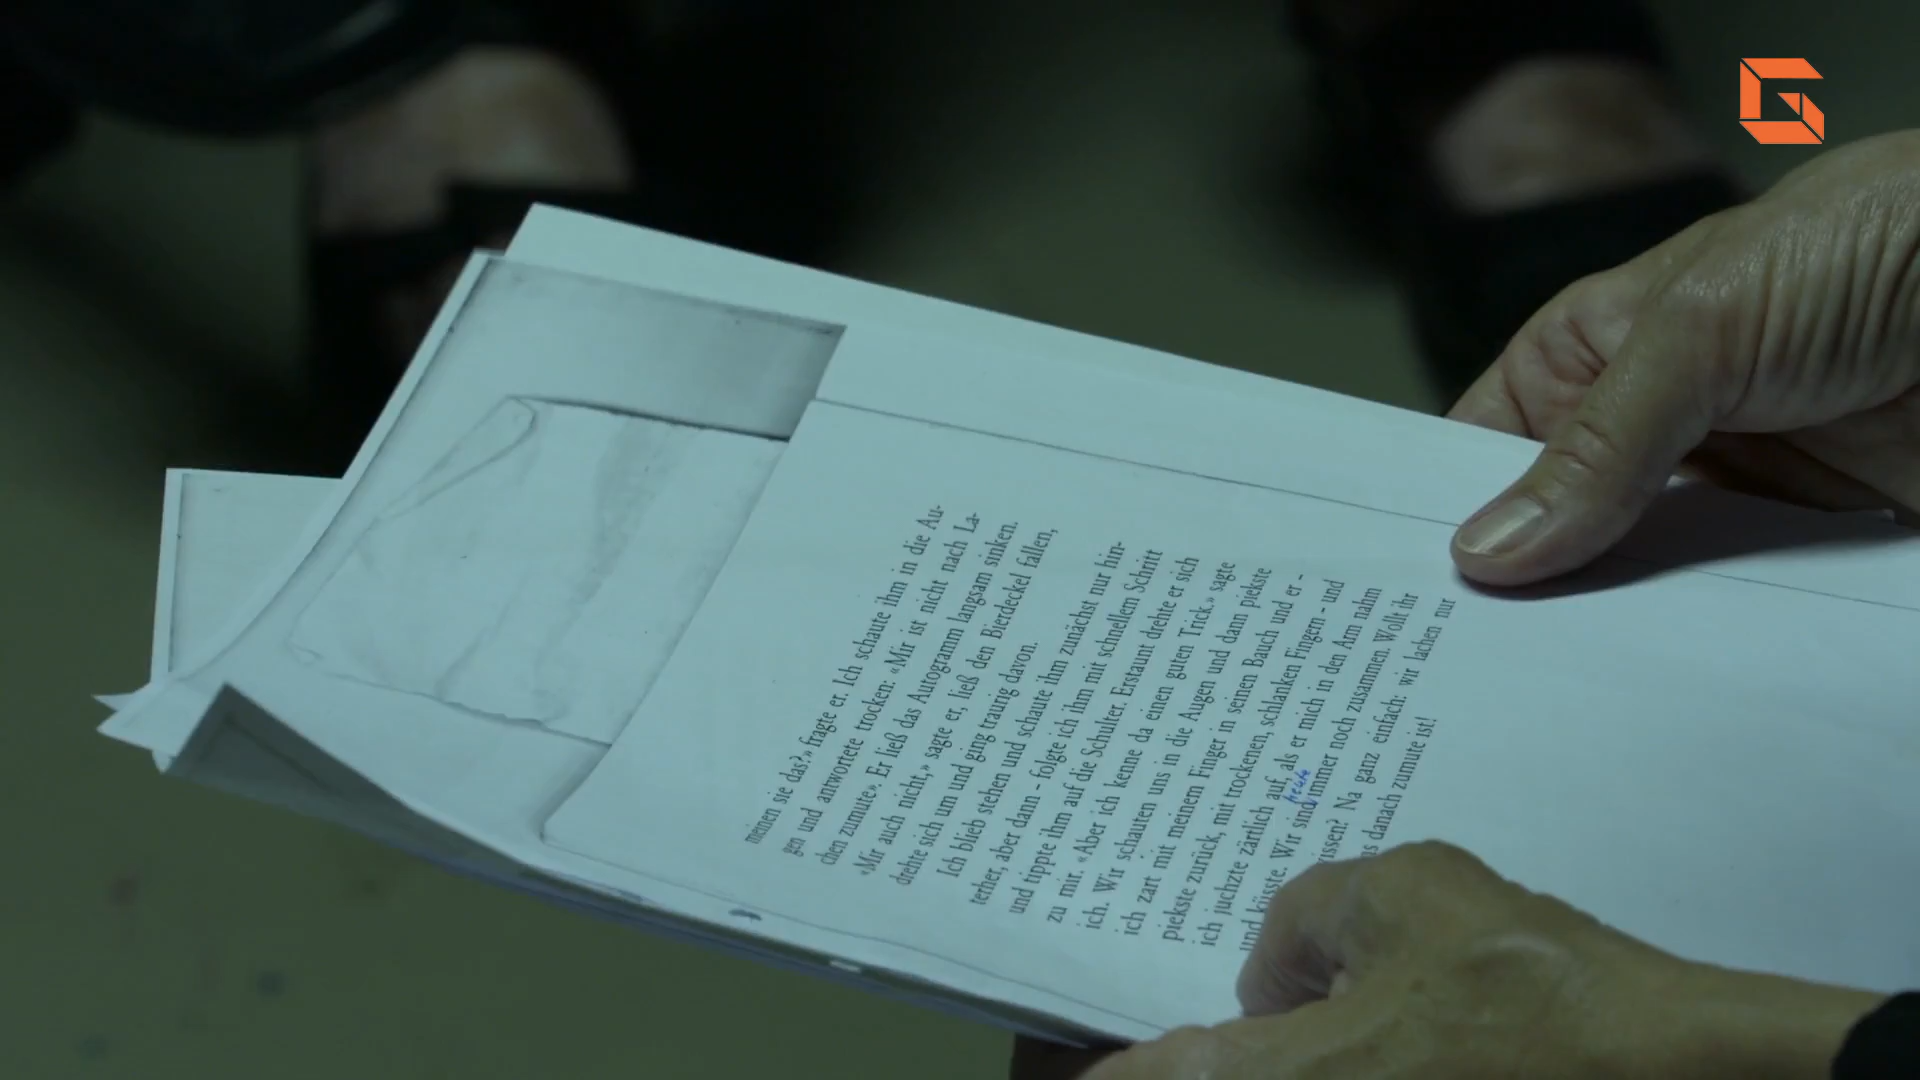 meinen sie das?» fragte er. Ich schaute ihm in die Au-
gen und antwortete trocken: «Mir ist nicht nach La-
chen zumute». Er ließ das Autogramm langsam sinken.
«Mir auch nicht,» sagte er, ließ den Bierdeckel fallen,
drehte sich um und ging traurig davon.
Ich blieb stehen und schaute ihm zunächst nur hin-
terher, aber dann – folgte ich ihm mit schnellem Schritt
und tippte ihm auf die Schulter. Erstaunt drehte er sich
zu mir. «Aber ich kenne da einen guten Trick.» sagte
ich. Wir schauten uns in die Augen und dann piekste
ich zart mit meinem Finger in seinen Bauch und er –
piekste zurück, mit trockenen, schlanken Fingern – und
ich juchzte zärtlich auf, als er mich in den Arm nahm
heute
und küsste. Wir sind immer noch zusammen. Wollt ihr
wissen? Na ganz einfach: wir lachen nur
danach zumute ist!